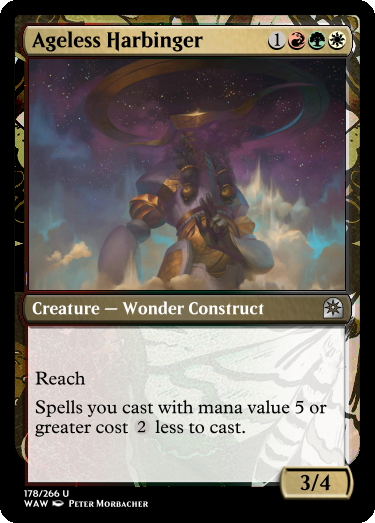 Ageless Harbinger 1
Creature — Wonder Construct
Reach
Spells you cast with mana value 5 or
greater cost 2 less to cast.
3/4
178/266 U
WAW Peter Morbacher